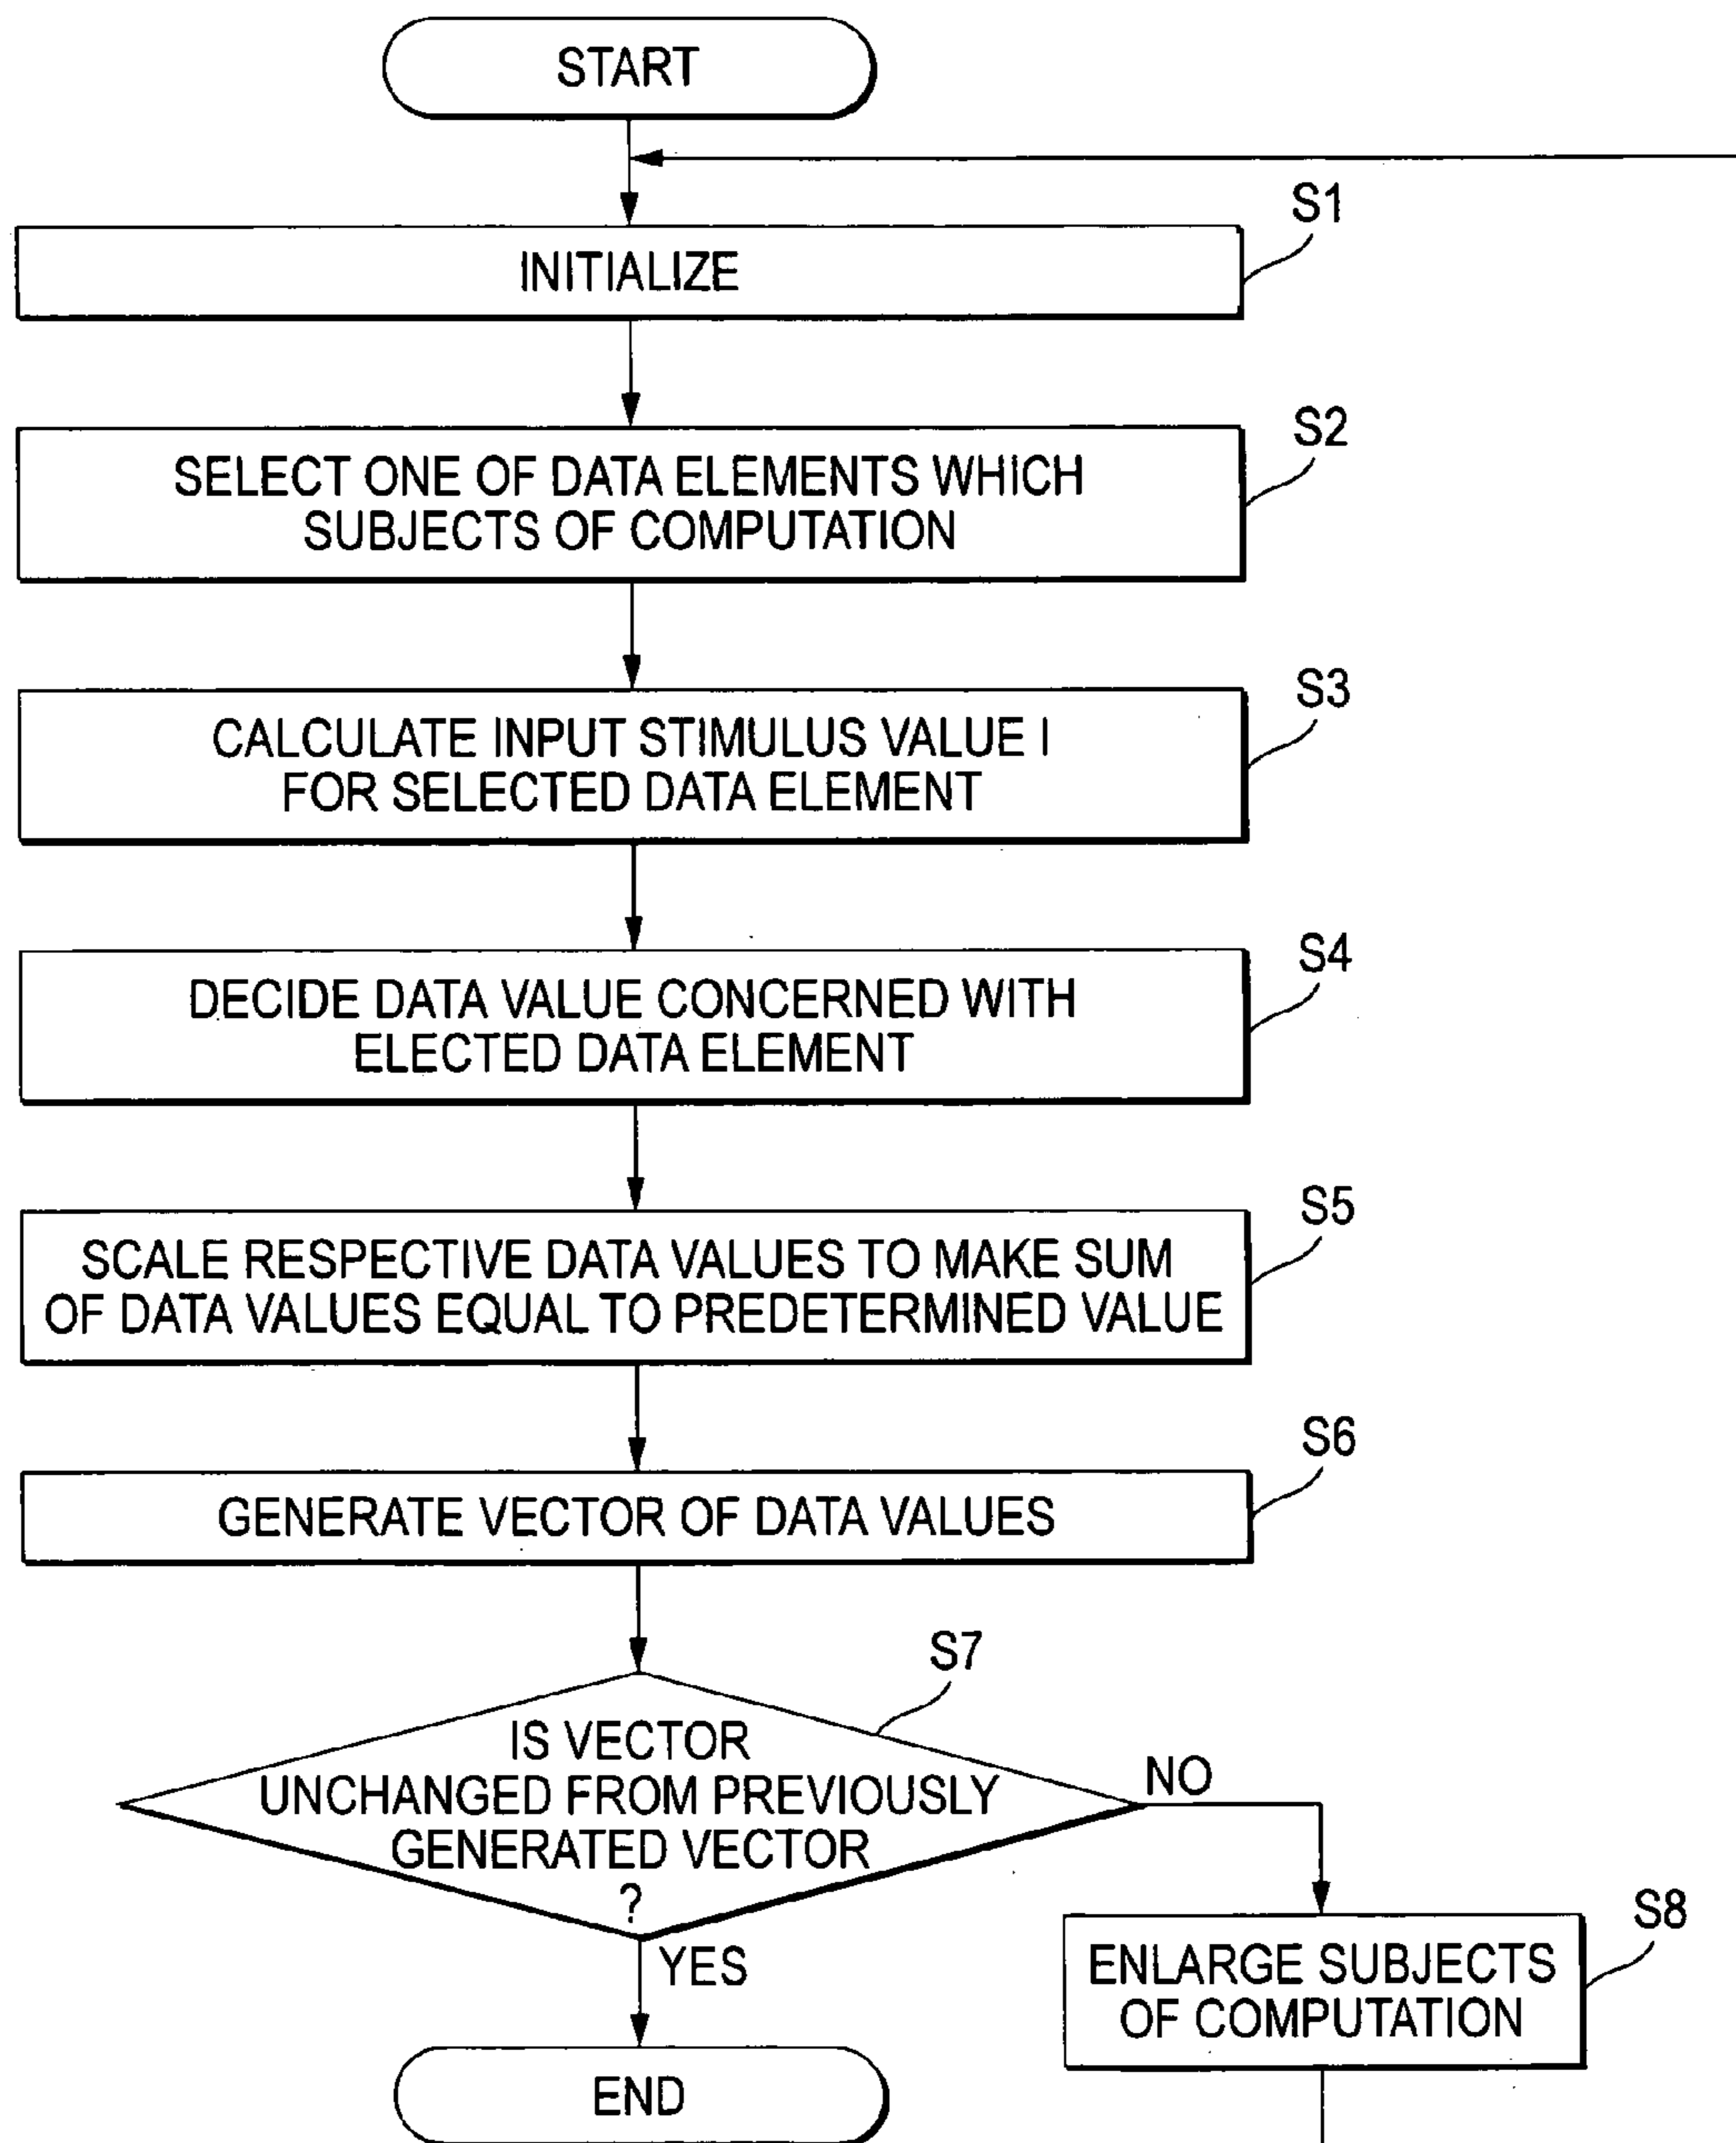 START
S1
INITIALIZE
S2
SELECT ONE OF DATA ELEMENTS WHICH
SUBJECTS OF COMPUTATION
S3
CALCULATE INPUT STIMULUS VALUE I
FOR SELECTED DATA ELEMENT
S4
DECIDE DATA VALUE CONCERNED WITH
ELECTED DATA ELEMENT
S5
SCALE RESPECTIVE DATA VALUES TO MAKE SUM
OF DATA VALUES EQUAL TO PREDETERMINED VALUE
S6
GENERATE VECTOR OF DATA VALUES
S7
IS VECTOR
UNCHANGED FROM PREVIOUSLY
GENERATED VECTOR
?
NO
YES
S8
ENLARGE SUBJECTS
OF COMPUTATION
END